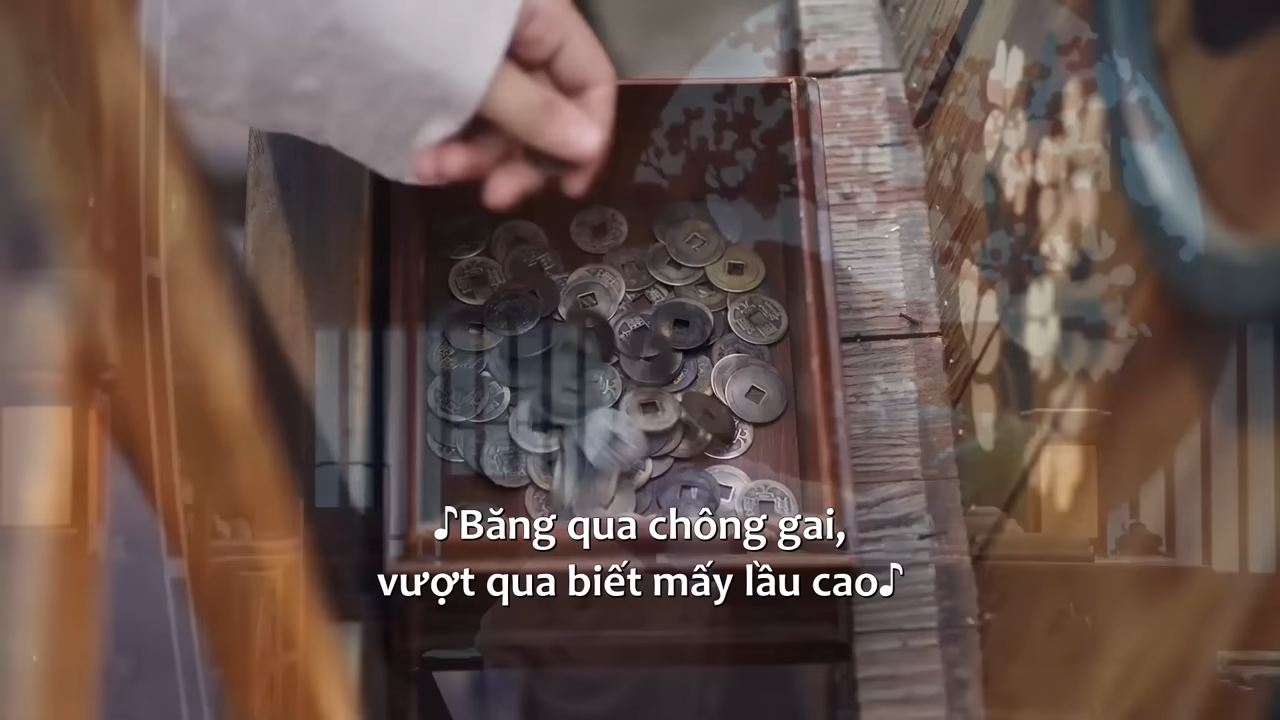 ♪Băng qua chông gai,
vượt qua biết mấy lầu cao♪